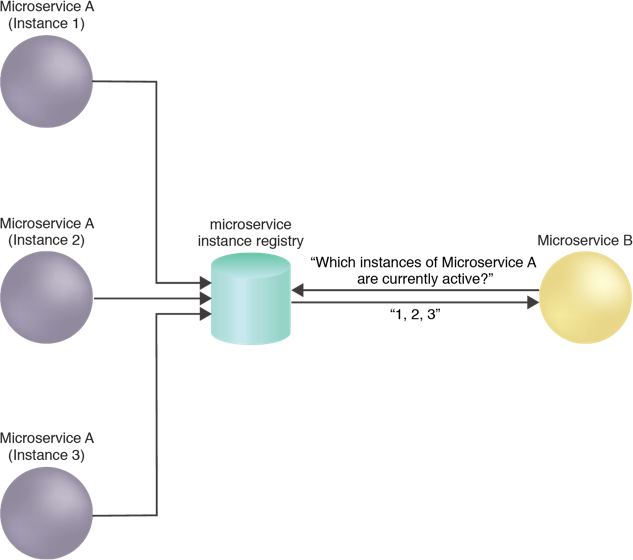 Microservice A
(Instance 1)
Microservice A
(Instance 2)
microservice
instance registry
“Which instances of Microservice A
are currently active?”
“1, 2, 3”
Microservice B
Microservice A
(Instance 3)